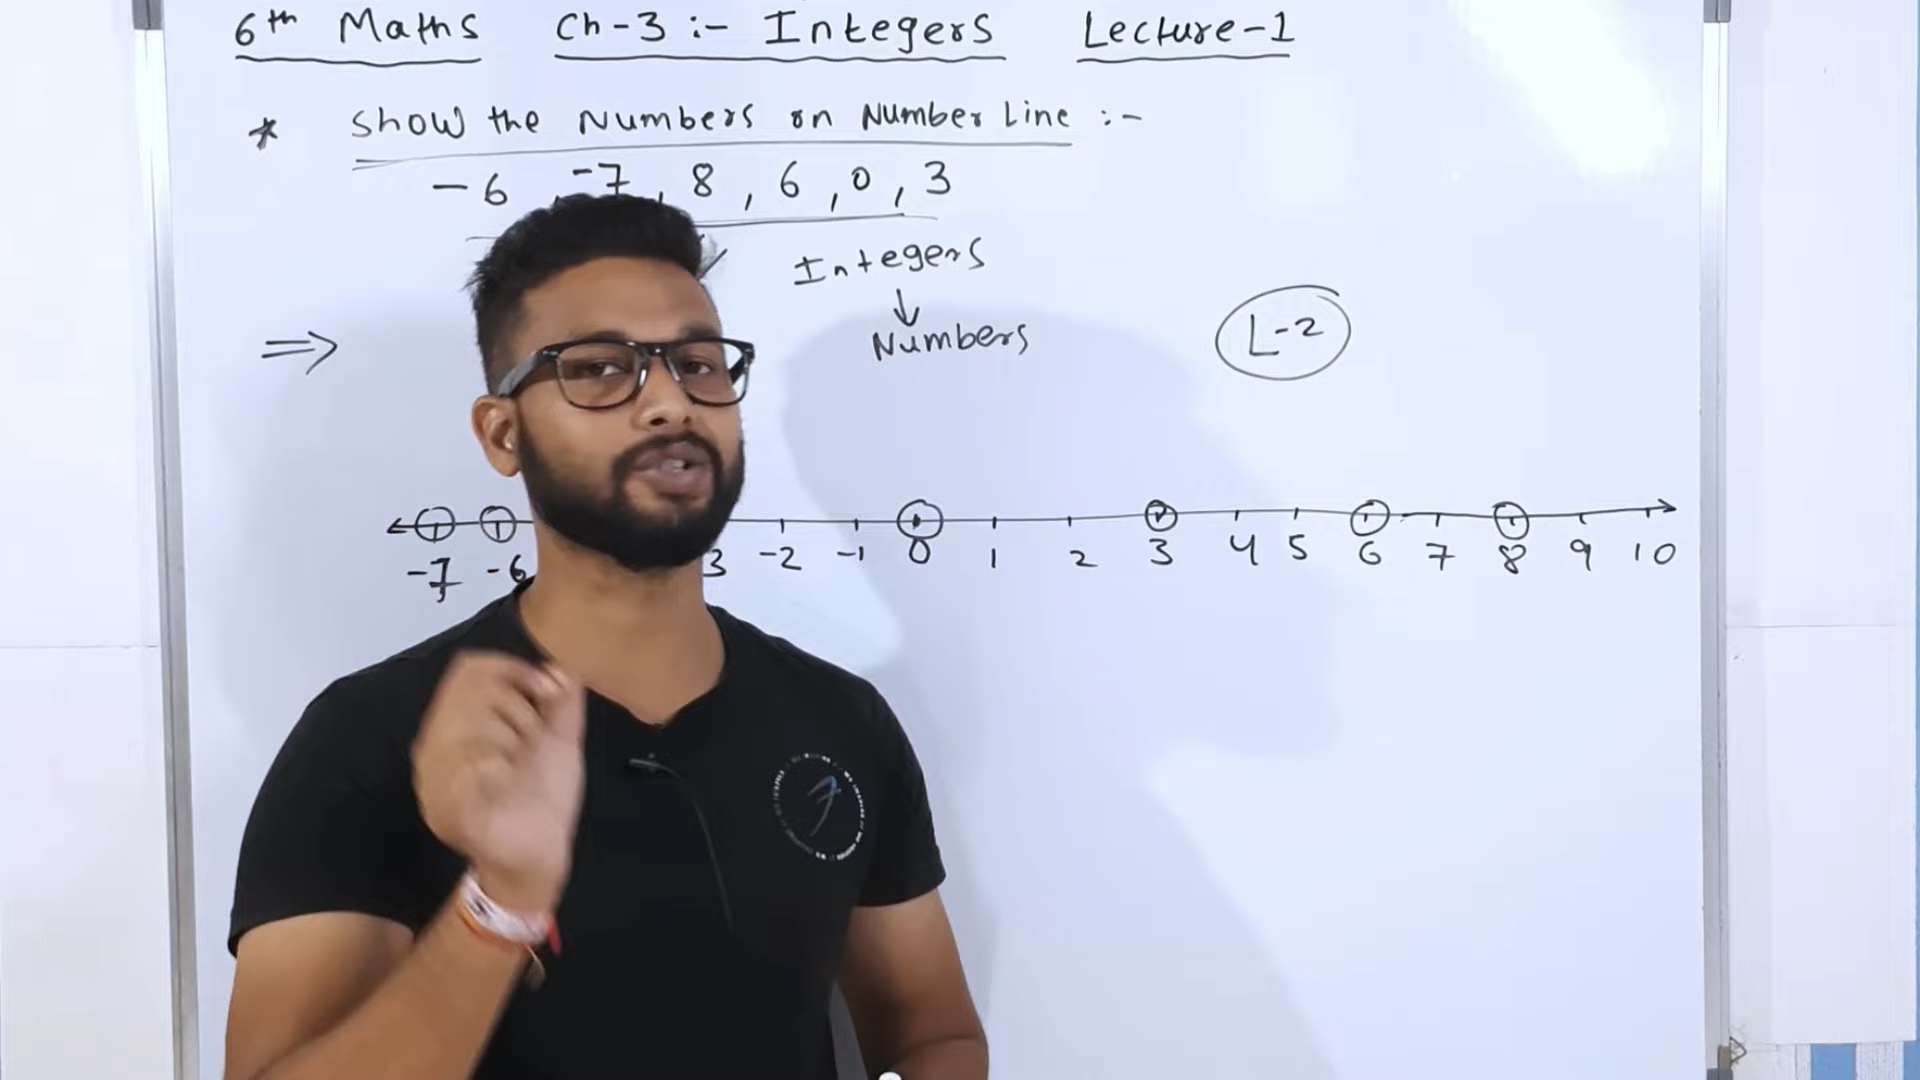 6th Maths Ch-3 :- Integers Lecture-1
* Show the Numbers on Number Line :-
-6 , -7 , 8 , 6 , 0 , 3
Integers
↓
Numbers
L-2
⇒
-7 -6 3 -2 -1 0 1 2 3 4 5 6 7 8 9 10